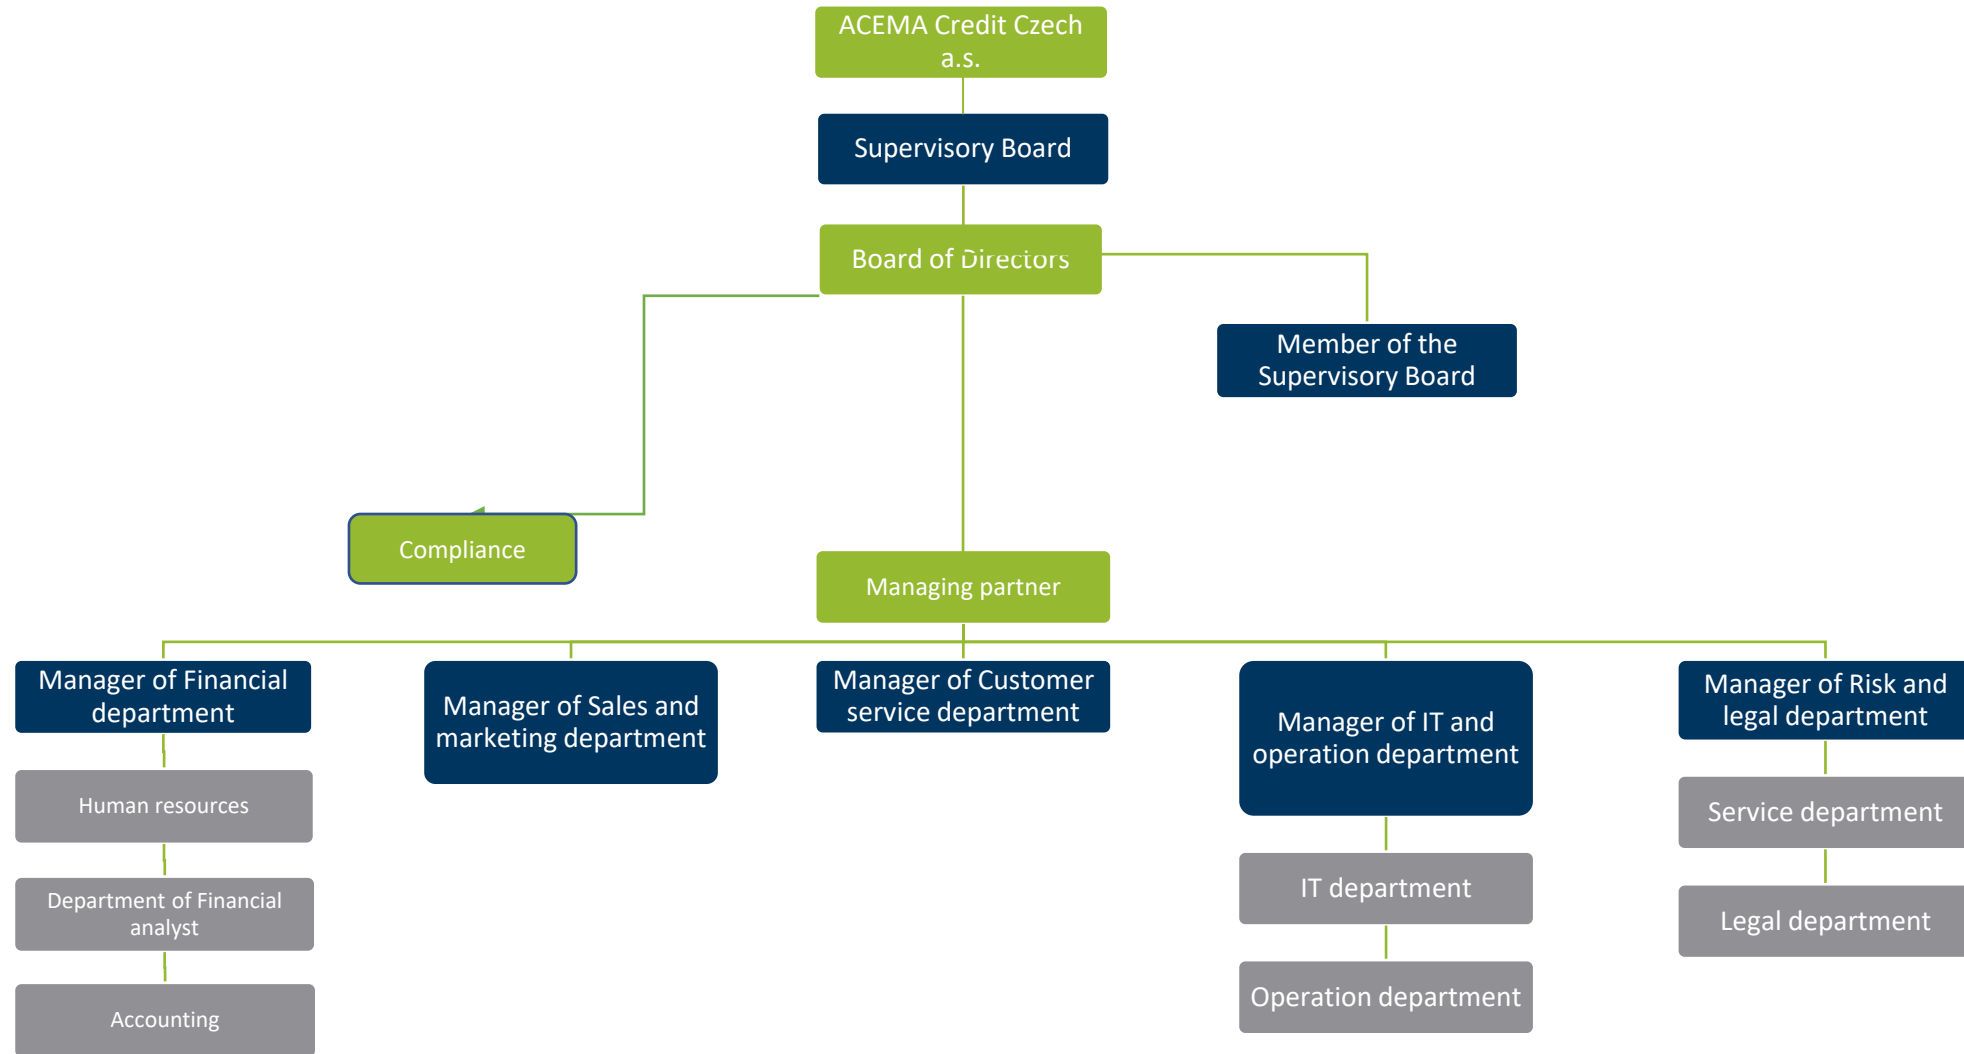 ACEMA Credit Czech
a.s.
Supervisory Board
Board of Directors
Member of the
Supervisory Board
Compliance
Managing partner
Manager of Financial
department
Manager of Sales and
marketing department
Manager of Customer
service department
Manager of IT and
operation department
Manager of Risk and
legal department
Human resources
Department of Financial
analyst
Accounting
IT department
Operation department
Service department
Legal department